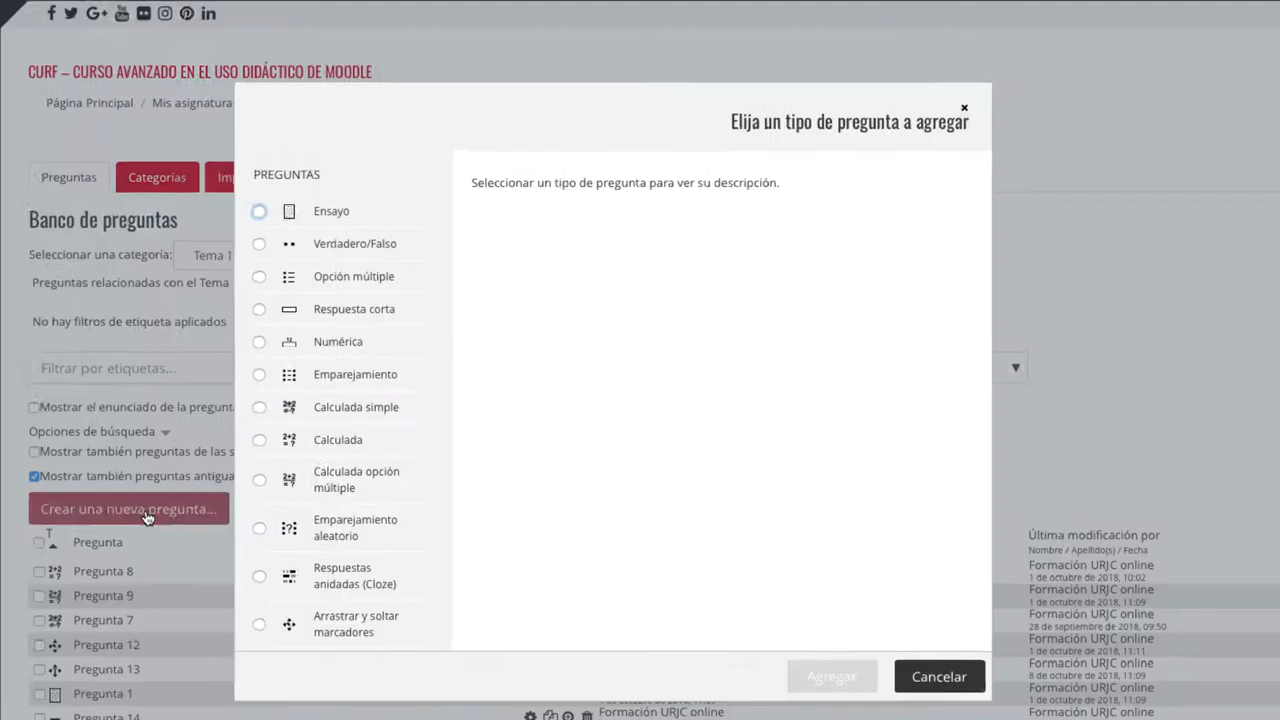 CURF – CURSO AVANZADO EN EL USO DIDÁCTICO DE MOODLE
Página Principal / Mis asignatura
Elija un tipo de pregunta a agregar
Preguntas
Categorías
Banco de preguntas
Seleccionar una categoría: Tema 1
Preguntas relacionadas con el Tema
No hay filtros de etiqueta aplicados
Filtrar por etiquetas...
Mostrar el enunciado de la pregunt
Opciones de búsqueda
Mostrar también preguntas de las s
Mostrar también preguntas antigua
Crear una nueva pregunta...
T
Pregunta
Pregunta 8
Pregunta 9
Pregunta 7
Pregunta 12
Pregunta 13
Pregunta 1
Pregunta 14
PREGUNTAS
Ensayo
Verdadero/Falso
Opción múltiple
Respuesta corta
Numérica
Emparejamiento
Calculada simple
Calculada
Calculada opción
múltiple
Emparejamiento
aleatorio
Respuestas
anidadas (Cloze)
Arrastrar y soltar
marcadores
Seleccionar un tipo de pregunta para ver su descripción.
Agregar
Cancelar
Formación URJC online
Última modificación por
Nombre / Apellido(s) / Fecha
Formación URJC online
1 de octubre de 2018, 10:02
Formación URJC online
1 de octubre de 2018, 11:09
Formación URJC online
28 de septiembre de 2018, 09:50
Formación URJC online
1 de octubre de 2018, 11:11
Formación URJC online
8 de octubre de 2018, 11:09
Formación URJC online
1 de octubre de 2018, 11:09
Formación URJC online